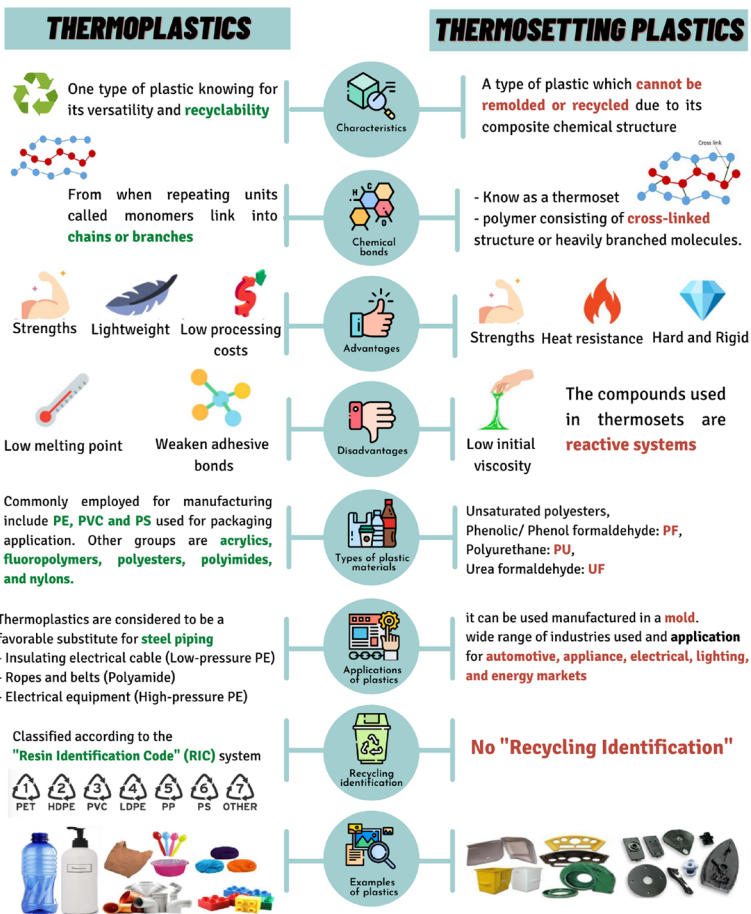 THERMOPLASTICS
THERMOSETTING PLASTICS
One type of plastic knowing for
its versatility and recyclability
Characteristics
A type of plastic which cannot be
remolded or recycled due to its
composite chemical structure
Cross link
From when repeating units
called monomers link into
chains or branches
H C
O
Chemical
bonds
- Know as a thermoset
- polymer consisting of cross-linked
structure or heavily branched molecules.
Strengths
Lightweight
Low processing
costs
Advantages
Strengths
Heat resistance
Hard and Rigid
Low melting point
Weaken adhesive
bonds
Disadvantages
Low initial
viscosity
The compounds used
in thermosets are
reactive systems
Commonly employed for manufacturing
include PE, PVC and PS used for packaging
application. Other groups are acrylics,
fluoropolymers, polyesters, polyimides,
and nylons.
Types of plastic
materials
Unsaturated polyesters,
Phenolic/ Phenol formaldehyde: PF,
Polyurethane: PU,
Urea formaldehyde: UF
Thermoplastics are considered to be a
favorable substitute for steel piping
- Insulating electrical cable (Low-pressure PE)
- Ropes and belts (Polyamide)
- Electrical equipment (High-pressure PE)
Applications
of plastics
it can be used manufactured in a mold.
wide range of industries used and application
for automotive, appliance, electrical, lighting,
and energy markets
Classified according to the
"Resin Identification Code" (RIC) system
1 2 3 4 5 6 7
PET HDPE PVC LDPE PP PS OTHER
Recycling
identification
No "Recycling Identification"
Examples
of plastics